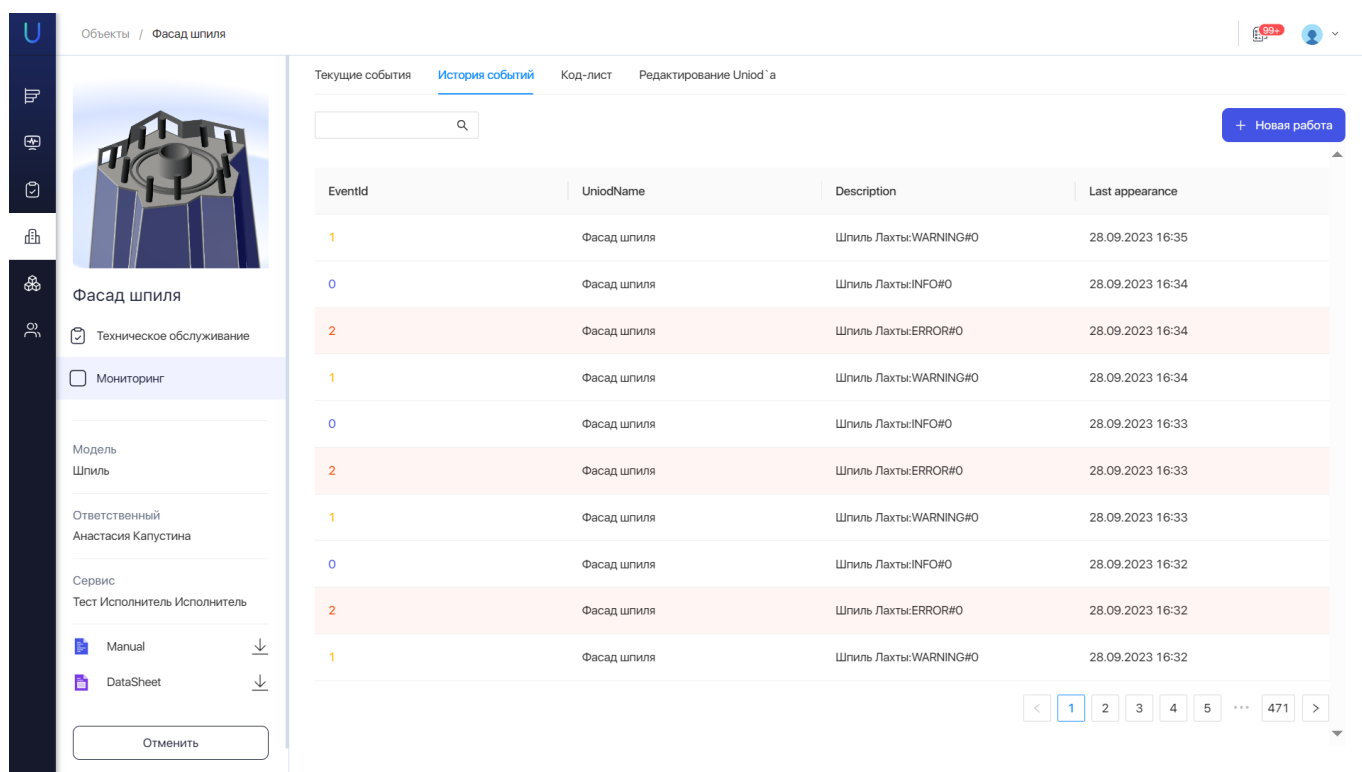 Объекты / Фасад шпиля
99+
Текущие события История событий Код-лист Редактирование Uniod`a
+ Новая работа
EventId UniodName Description Last appearance
1 Фасад шпиля Шпиль Лахты:WARNING#0 28.09.2023 16:35
0 Фасад шпиля Шпиль Лахты:INFO#0 28.09.2023 16:34
2 Фасад шпиля Шпиль Лахты:ERROR#0 28.09.2023 16:34
1 Фасад шпиля Шпиль Лахты:WARNING#0 28.09.2023 16:34
0 Фасад шпиля Шпиль Лахты:INFO#0 28.09.2023 16:33
2 Фасад шпиля Шпиль Лахты:ERROR#0 28.09.2023 16:33
1 Фасад шпиля Шпиль Лахты:WARNING#0 28.09.2023 16:33
0 Фасад шпиля Шпиль Лахты:INFO#0 28.09.2023 16:32
2 Фасад шпиля Шпиль Лахты:ERROR#0 28.09.2023 16:32
1 Фасад шпиля Шпиль Лахты:WARNING#0 28.09.2023 16:32
< 1 2 3 4 5 ••• 471 >
Фасад шпиля
Техническое обслуживание
Мониторинг
Модель
Шпиль
Ответственный
Анастасия Капустина
Сервис
Тест Исполнитель Исполнитель
Manual
DataSheet
Отменить